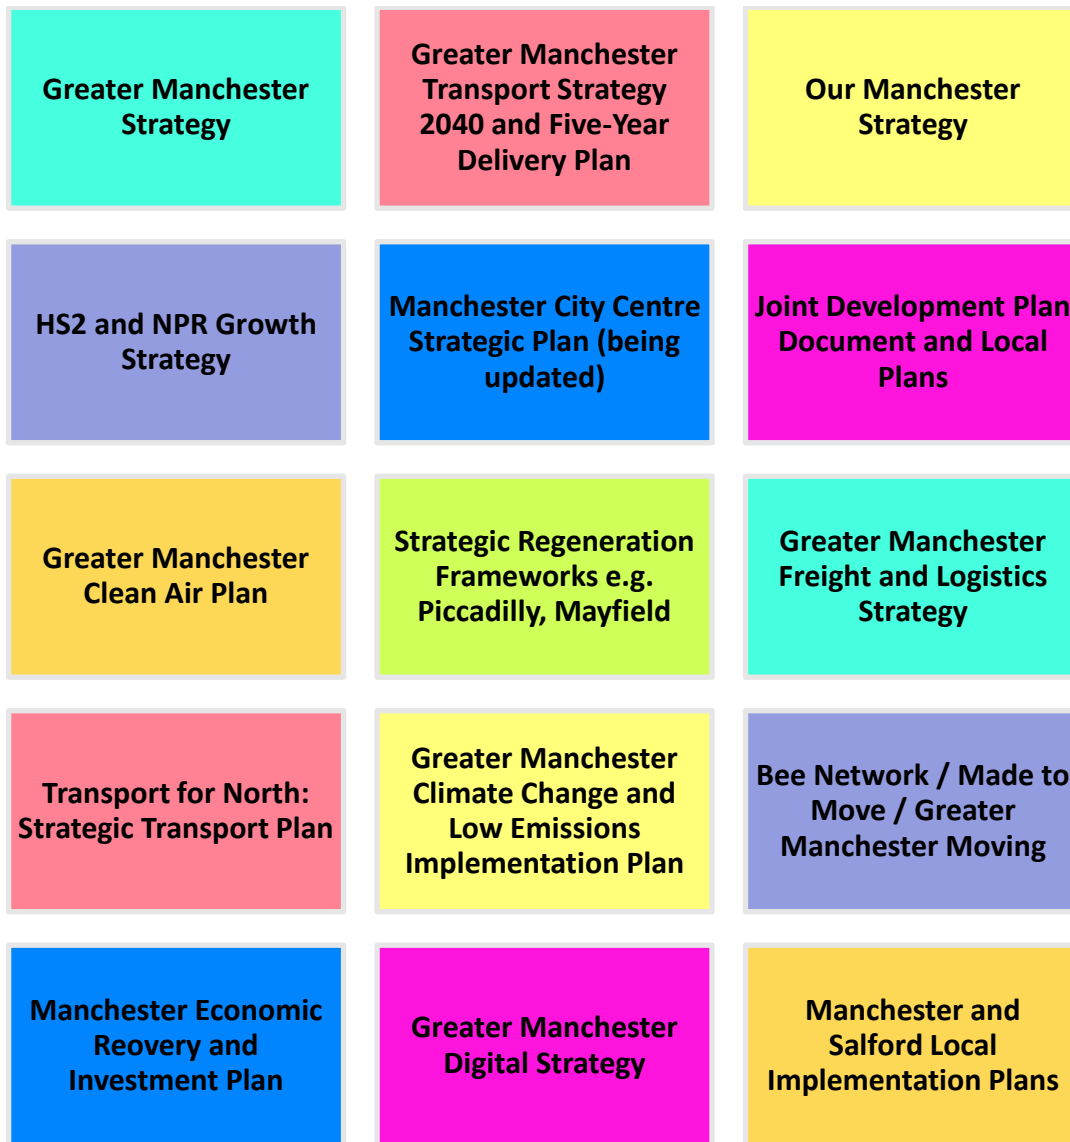 Greater Manchester
Strategy
Greater Manchester
Transport Strategy
2040 and Five-Year
Delivery Plan
Our Manchester
Strategy
HS2 and NPR Growth
Strategy
Manchester City Centre
Strategic Plan (being
updated)
Joint Development Plan
Document and Local
Plans
Greater Manchester
Clean Air Plan
Strategic Regeneration
Frameworks e.g.
Piccadilly, Mayfield
Greater Manchester
Freight and Logistics
Strategy
Transport for North:
Strategic Transport Plan
Greater Manchester
Climate Change and
Low Emissions
Implementation Plan
Bee Network / Made to
Move / Greater
Manchester Moving
Manchester Economic
Reovery and
Investment Plan
Greater Manchester
Digital Strategy
Manchester and
Salford Local
Implementation Plans